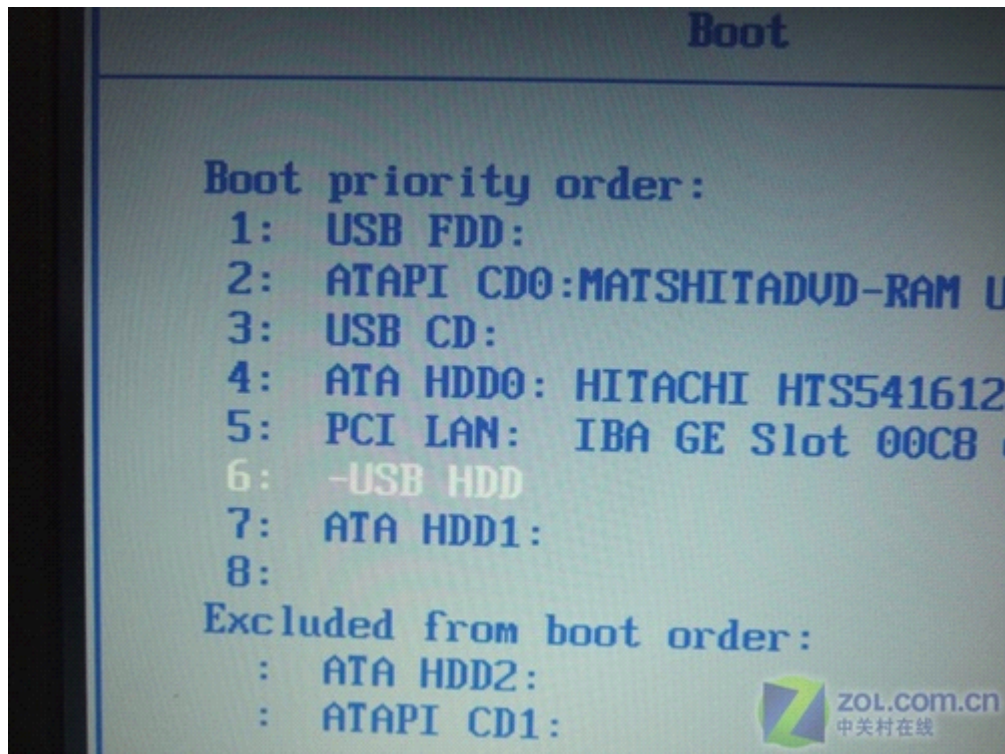 Boot
Boot priority order:
1: USB FDD:
2: ATAPI CD0:MATSHITADVD-RAM U
3: USB CD:
4: ATA HDD0: HITACHI HTS541612
5: PCI LAN: IBA GE Slot 00C8
6: -USB HDD
7: ATA HDD1:
8:
Excluded from boot order:
: ATA HDD2:
: ATAPI CD1:
ZOL.COM.CN
中关村在线